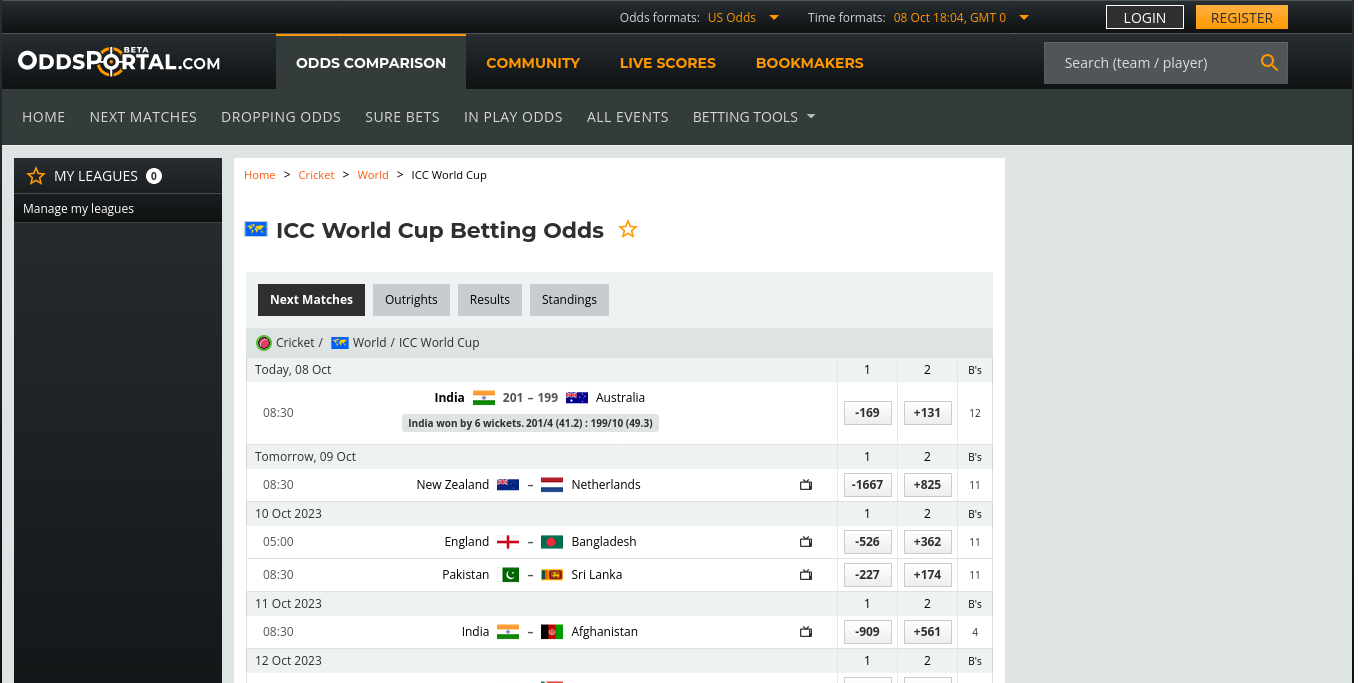 Odds formats: US Odds Time formats: 08 Oct 18:04, GMT 0 LOGIN REGISTER
ODDSPORTAL.COM BETA ODDS COMPARISON COMMUNITY LIVE SCORES BOOKMAKERS Search (team / player)
HOME NEXT MATCHES DROPPING ODDS SURE BETS IN PLAY ODDS ALL EVENTS BETTING TOOLS
MY LEAGUES 0
Manage my leagues
Home > Cricket > World > ICC World Cup
ICC World Cup Betting Odds
Next Matches Outrights Results Standings
Cricket / World / ICC World Cup
Today, 08 Oct 1 2 B's
08:30 India 201 – 199 Australia -169 +131 12
India won by 6 wickets. 201/4 (41.2) : 199/10 (49.3)
Tomorrow, 09 Oct 1 2 B's
08:30 New Zealand – Netherlands -1667 +825 11
10 Oct 2023 1 2 B's
05:00 England – Bangladesh -526 +362 11
08:30 Pakistan – Sri Lanka -227 +174 11
11 Oct 2023 1 2 B's
08:30 India – Afghanistan -909 +561 4
12 Oct 2023 1 2 B's